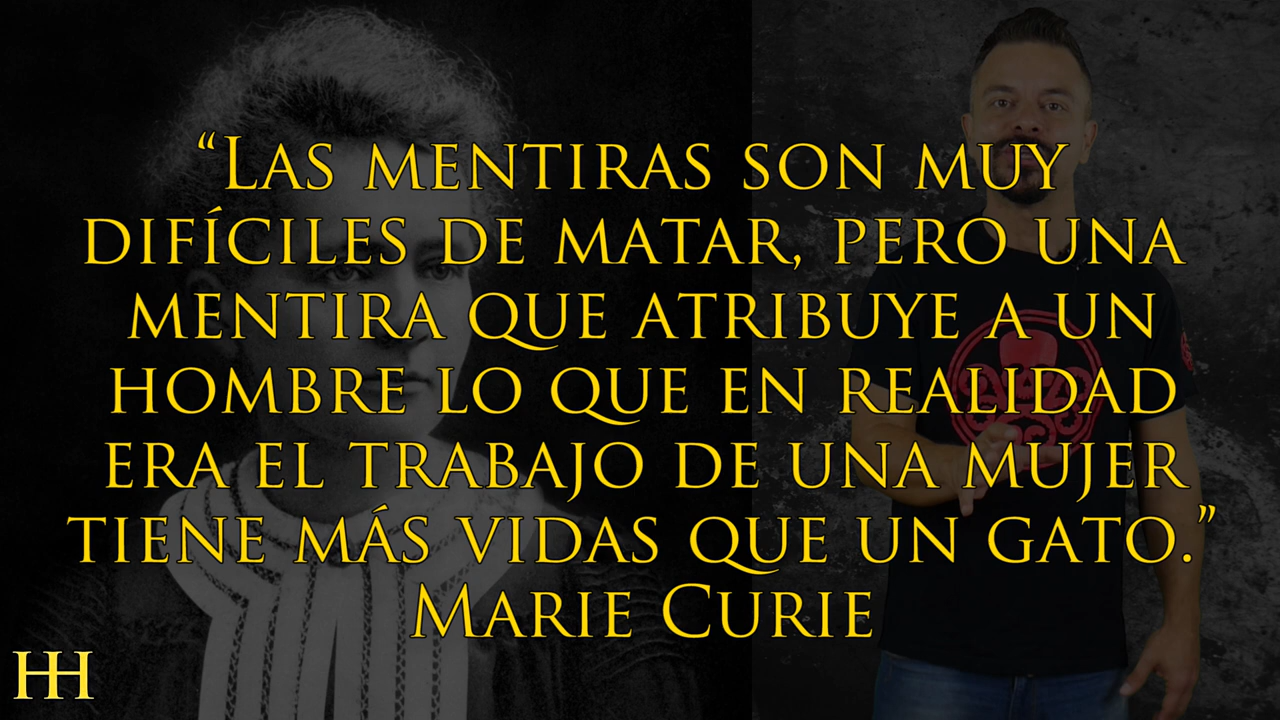 “Las mentiras son muy
difíciles de matar, pero una
mentira que atribuye a un
hombre lo que en realidad
era el trabajo de una mujer
tiene más vidas que un gato.”
Marie Curie
HH